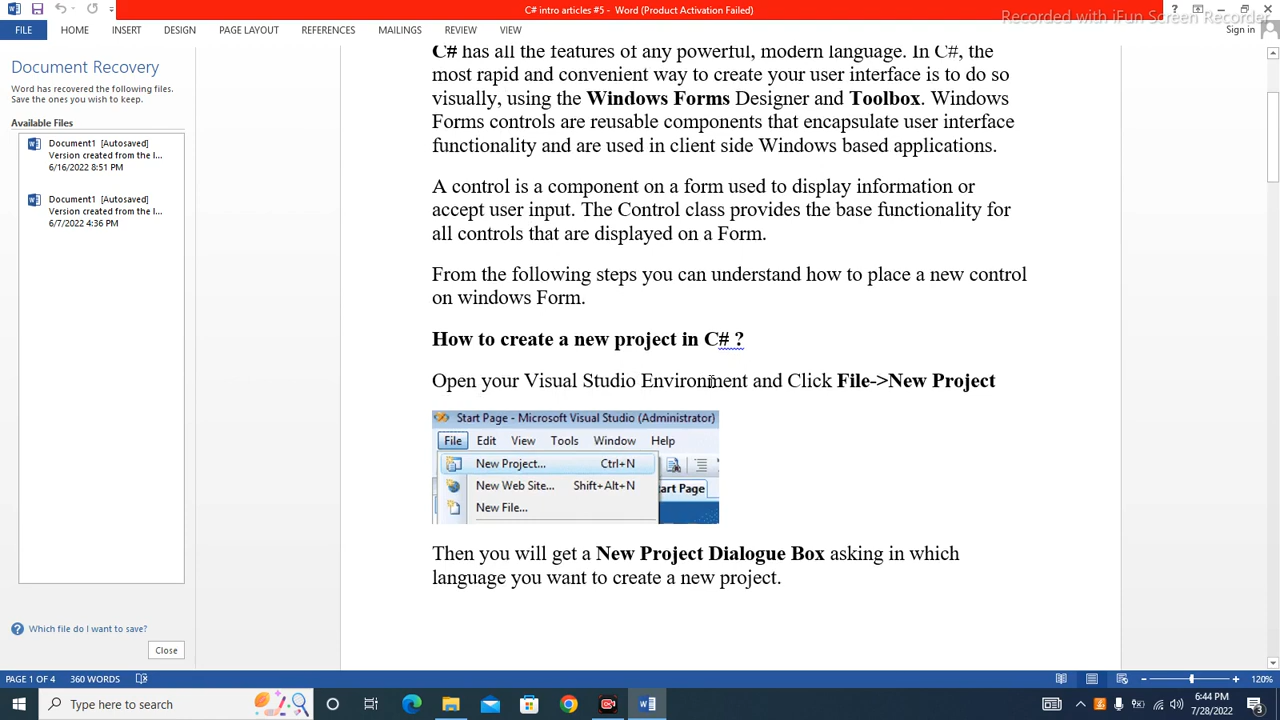 C# intro articles #5 - Word (Product Activation Failed)
Recorded with iFun Screen Recorder
FILE HOME INSERT DESIGN PAGE LAYOUT REFERENCES MAILINGS REVIEW VIEW Sign in
Document Recovery
Word has recovered the following files.
Save the ones you wish to keep.
Available Files
Document1 [Autosaved]
Version created from the l...
6/16/2022 8:51 PM
Document1 [Autosaved]
Version created from the l...
6/7/2022 4:36 PM
Which file do I want to save?
Close
C# has all the features of any powerful, modern language. In C#, the
most rapid and convenient way to create your user interface is to do so
visually, using the Windows Forms Designer and Toolbox. Windows
Forms controls are reusable components that encapsulate user interface
functionality and are used in client side Windows based applications.
A control is a component on a form used to display information or
accept user input. The Control class provides the base functionality for
all controls that are displayed on a Form.
From the following steps you can understand how to place a new control
on windows Form.
How to create a new project in C# ?
Open your Visual Studio Environment and Click File->New Project
Start Page - Microsoft Visual Studio (Administrator)
File Edit View Tools Window Help
New Project... Ctrl+N
New Web Site... Shift+Alt+N
tart Page
New File...
Then you will get a New Project Dialogue Box asking in which
language you want to create a new project.
PAGE 1 OF 4 360 WORDS 120%
Type here to search
6:44 PM
7/28/2022
3